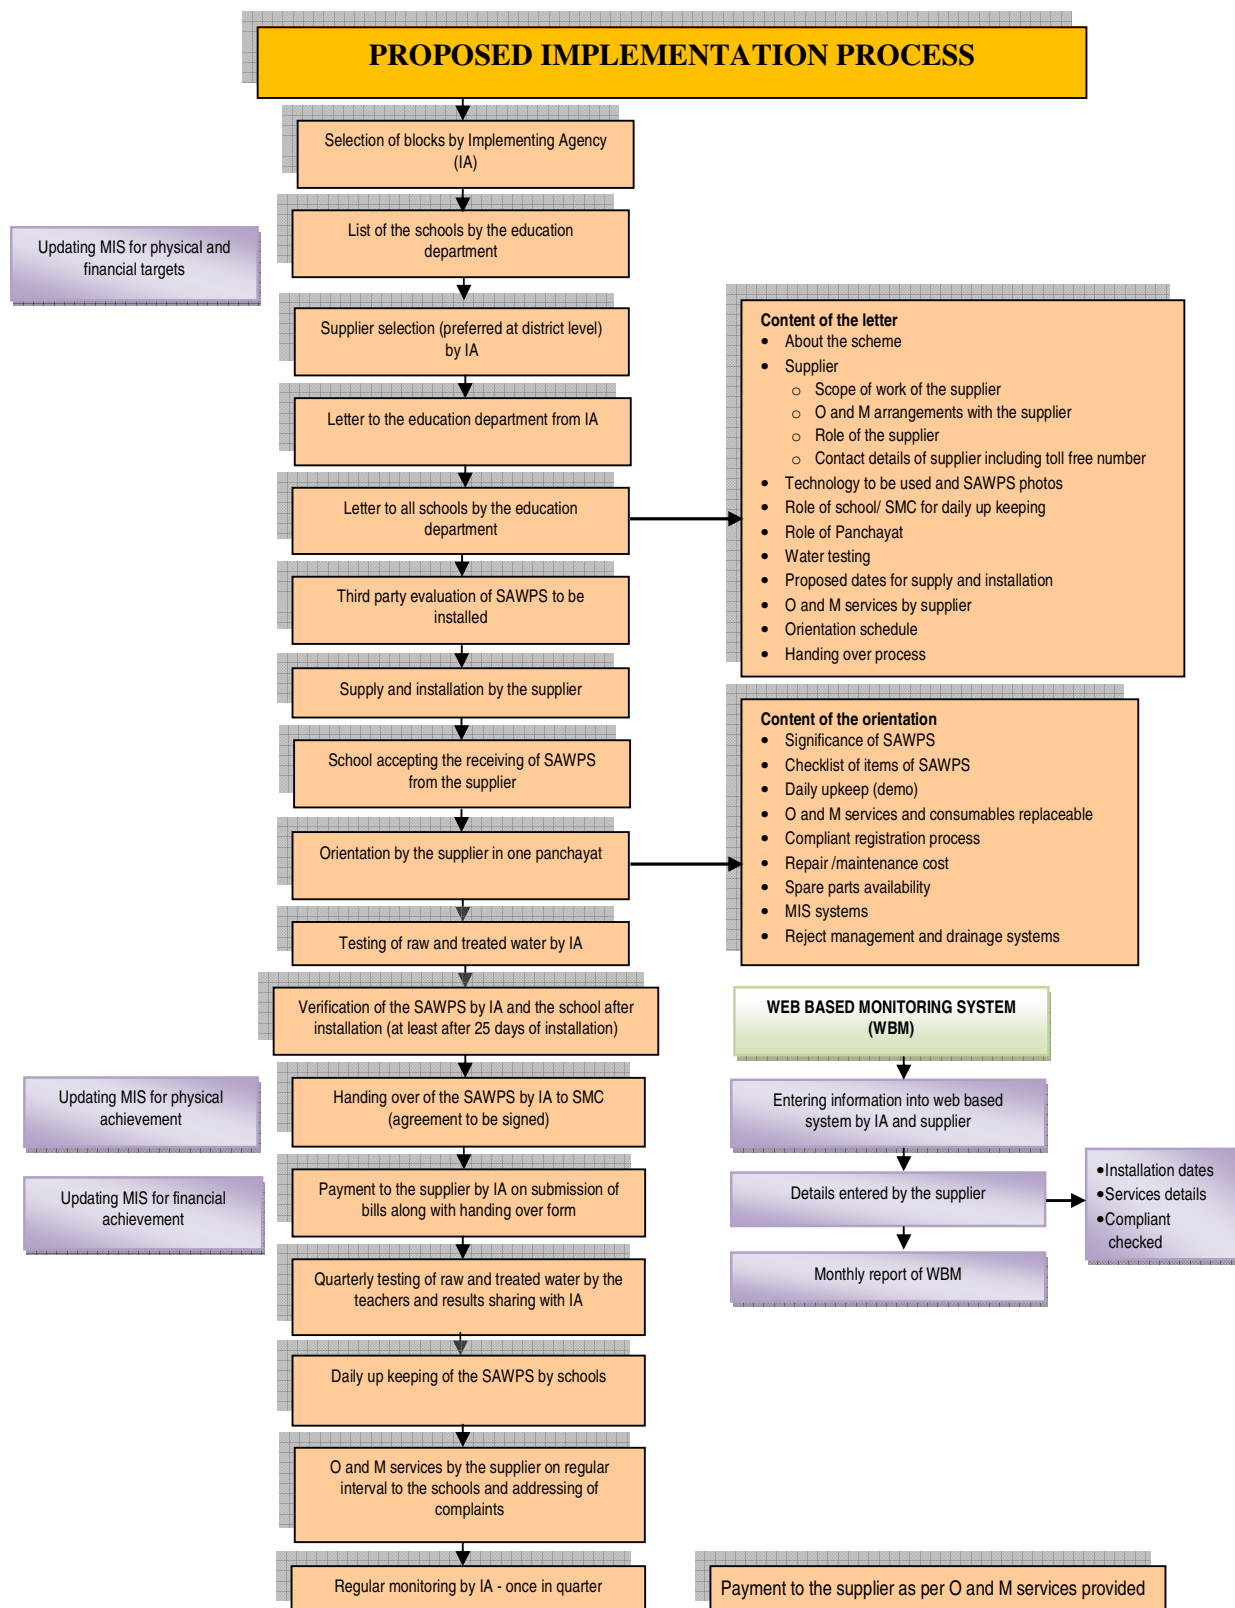 PROPOSED IMPLEMENTATION PROCESS
Selection of blocks by Implementing Agency
(IA)
List of the schools by the education
department
Updating MIS for physical and
financial targets
Supplier selection (preferred at district level)
by IA
Letter to the education department from IA
Letter to all schools by the education
department
Content of the letter
• About the scheme
• Supplier
o Scope of work of the supplier
o O and M arrangements with the supplier
o Role of the supplier
o Contact details of supplier including toll free number
• Technology to be used and SAWPS photos
• Role of school/ SMC for daily up keeping
• Role of Panchayat
• Water testing
• Proposed dates for supply and installation
• O and M services by supplier
• Orientation schedule
• Handing over process
Third party evaluation of SAWPS to be
installed
Supply and installation by the supplier
School accepting the receiving of SAWPS
from the supplier
Orientation by the supplier in one panchayat
Content of the orientation
• Significance of SAWPS
• Checklist of items of SAWPS
• Daily upkeep (demo)
• O and M services and consumables replaceable
• Compliant registration process
• Repair /maintenance cost
• Spare parts availability
• MIS systems
• Reject management and drainage systems
Testing of raw and treated water by IA
Verification of the SAWPS by IA and the school after
installation (at least after 25 days of installation)
Handing over of the SAWPS by IA to SMC
(agreement to be signed)
Updating MIS for physical
achievement
Payment to the supplier by IA on submission of
bills along with handing over form
Updating MIS for financial
achievement
Quarterly testing of raw and treated water by the
teachers and results sharing with IA
Daily up keeping of the SAWPS by schools
O and M services by the supplier on regular
interval to the schools and addressing of
complaints
Regular monitoring by IA - once in quarter
WEB BASED MONITORING SYSTEM
(WBM)
Entering information into web based
system by IA and supplier
Details entered by the supplier
•Installation dates
•Services details
•Compliant
checked
Monthly report of WBM
Payment to the supplier as per O and M services provided